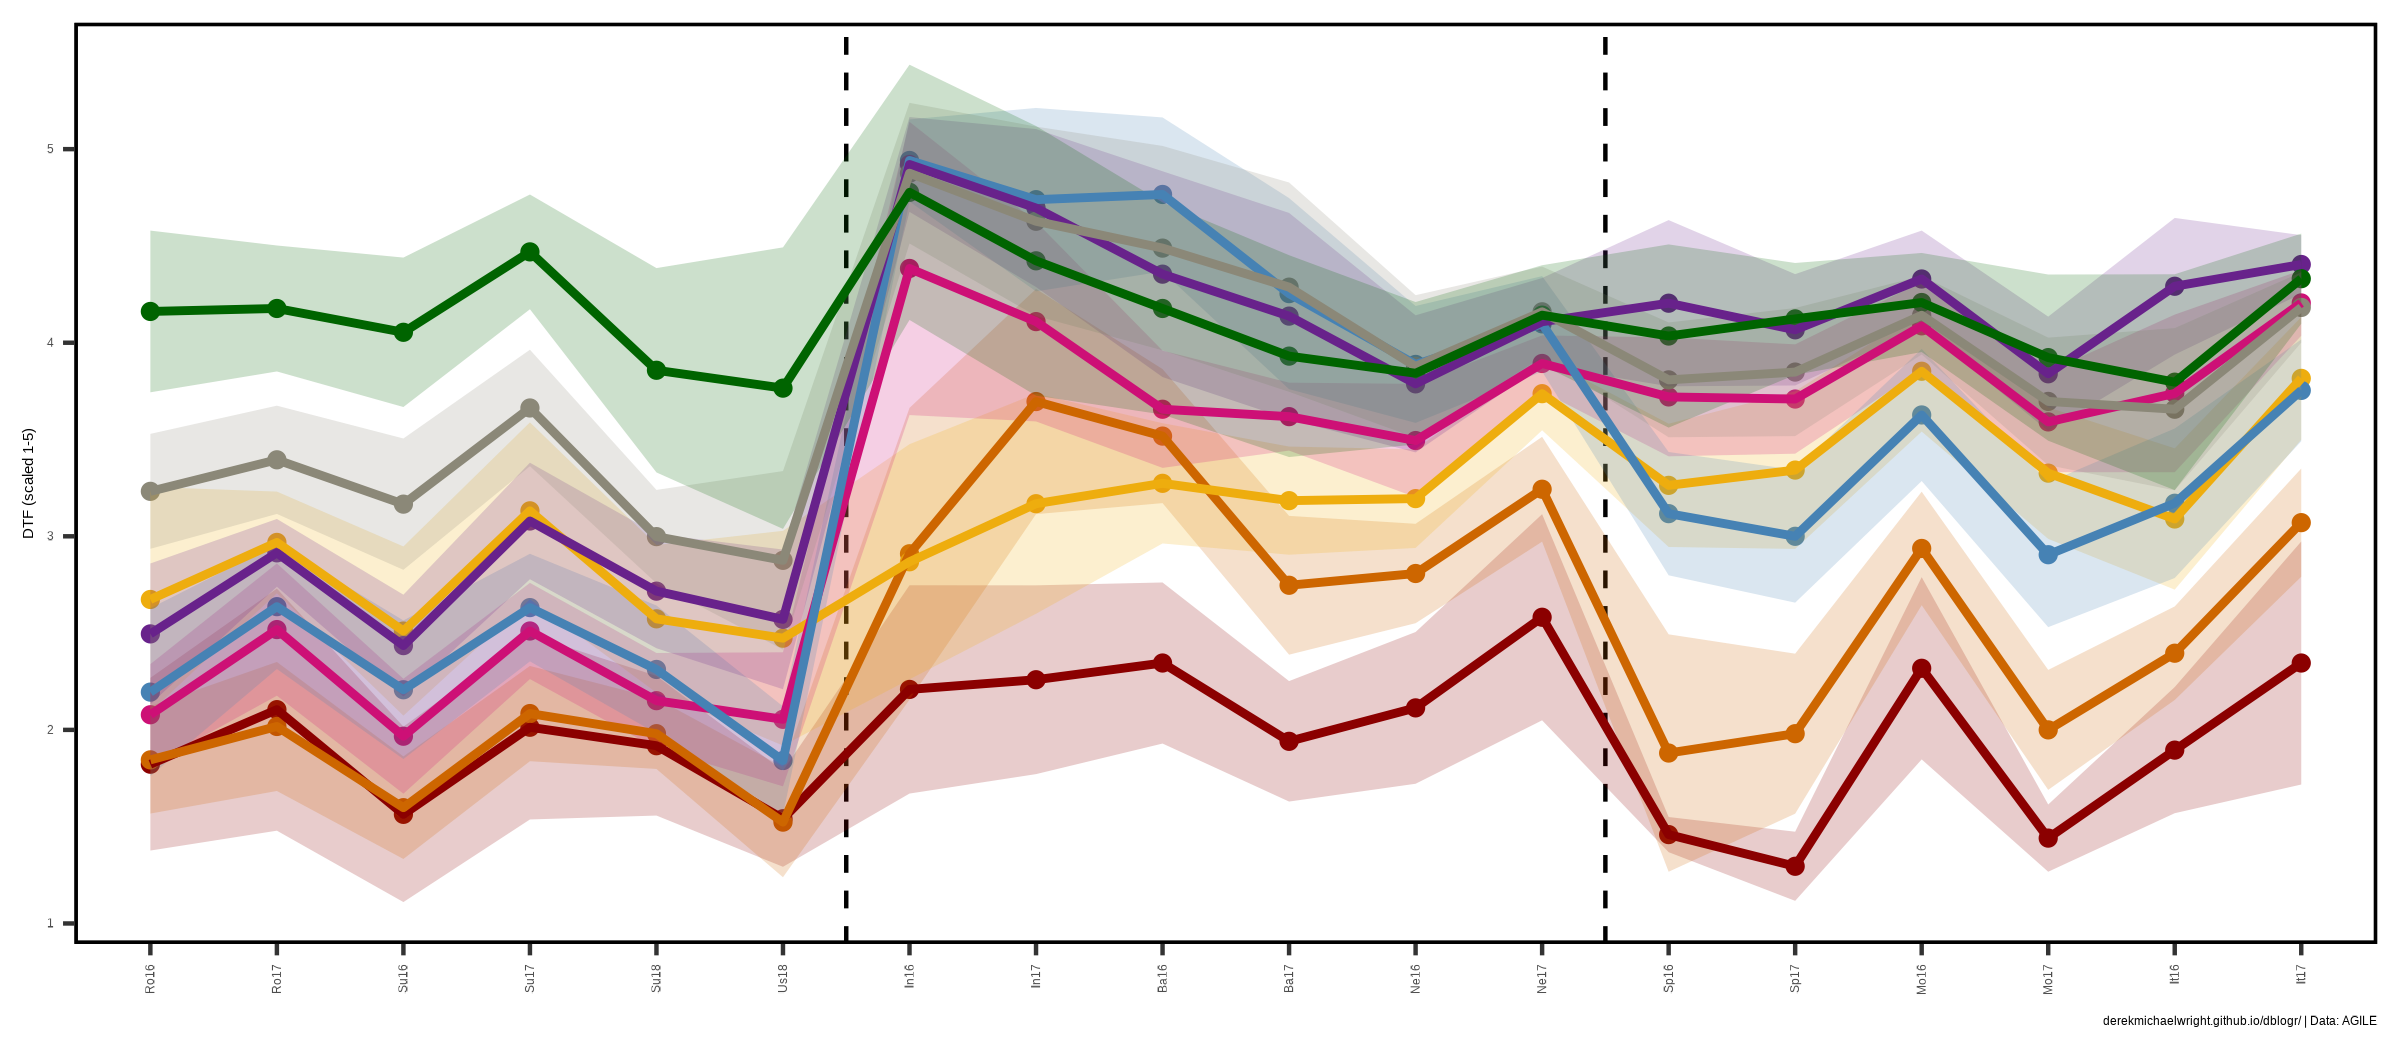 DTF (scaled 1-5)
5
4
3
2
1
Ro16
Ro17
Su16
Su17
Su18
Us18
In16
In17
Ba16
Ba17
Ne16
Ne17
Sp16
Sp17
Mo16
Mo17
It16
It17
derekmichaelwright.github.io/dblogr/ | Data: AGILE